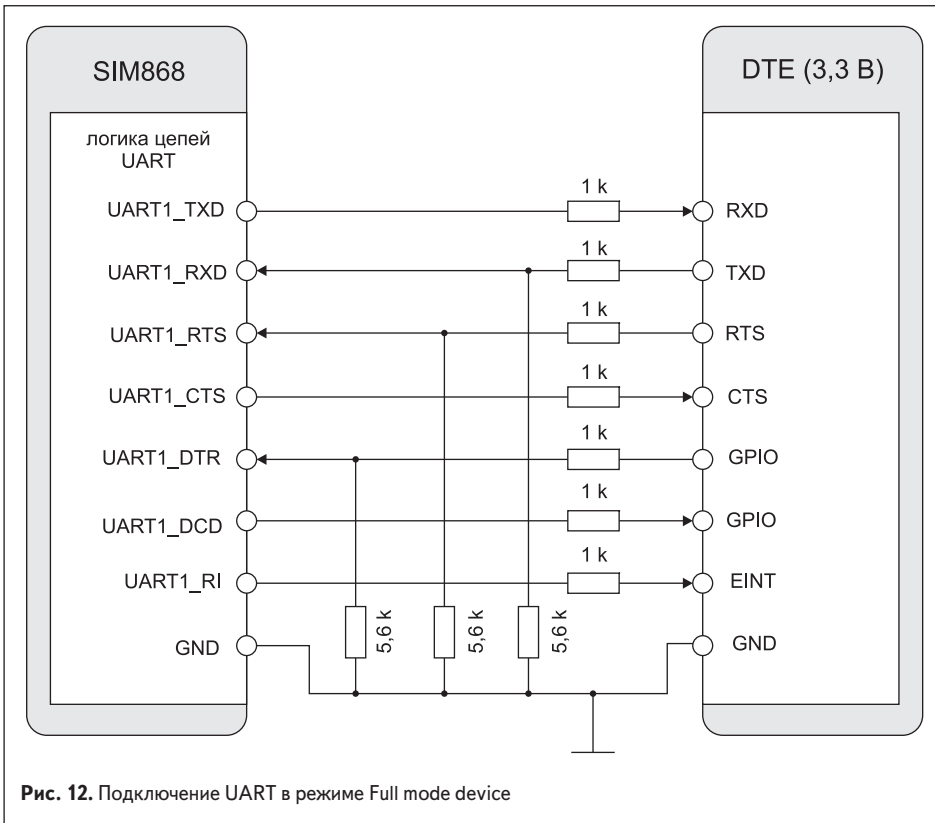 SIM868
DTE (3,3 В)
логика цепей
UART
1 k
UART1_TXD
RXD
1 k
UART1_RXD
TXD
1 k
UART1_RTS
RTS
1 k
UART1_CTS
CTS
1 k
UART1_DTR
GPIO
1 k
UART1_DCD
GPIO
1 k
UART1_RI
EINT
5,6 k
5,6 k
5,6 k
GND
GND
Рис. 12. Подключение UART в режиме Full mode device